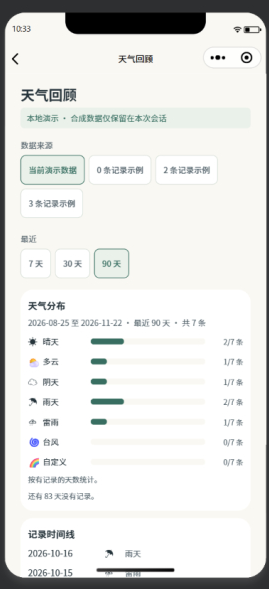 10:33
天气回顾
天气回顾
本地演示 · 合成数据仅保留在本次会话
数据来源
当前演示数据
0 条记录示例
2 条记录示例
3 条记录示例
最近
7 天
30 天
90 天
天气分布
2026-08-25 至 2026-11-22 · 最近 90 天 · 共 7 条
晴天 2/7 条
多云 1/7 条
阴天 1/7 条
雨天 2/7 条
雷雨 1/7 条
台风 0/7 条
自定义 0/7 条
按有记录的天数统计。
还有 83 天没有记录。
记录时间线
2026-10-16 雨天
2026-10-15 雷雨